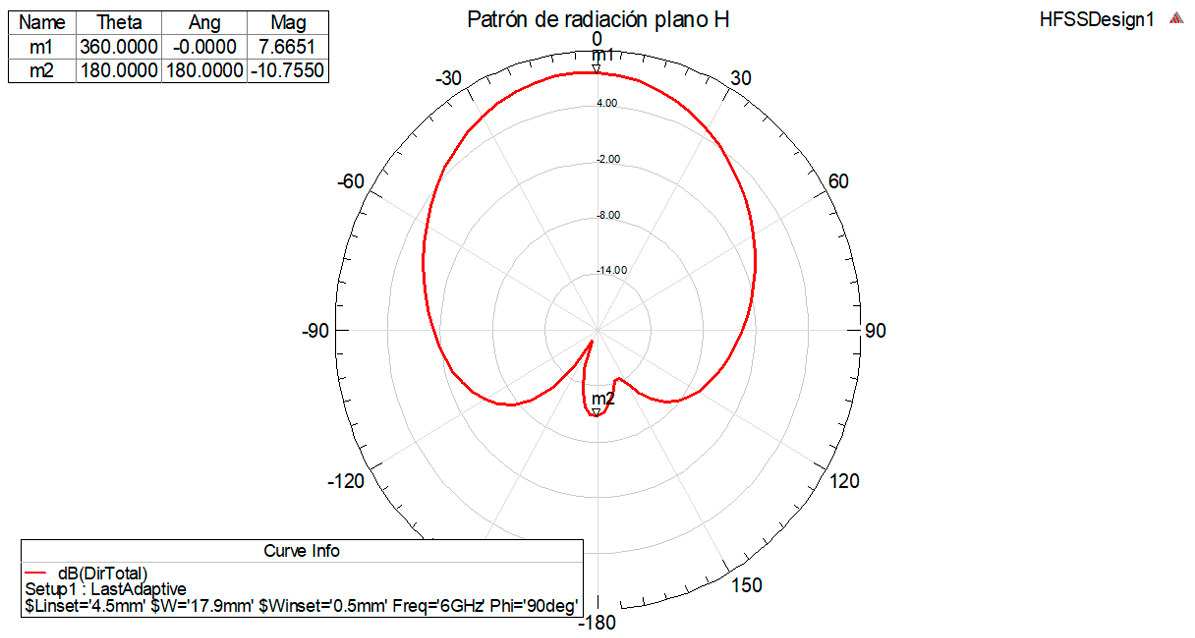 Patrón de radiación plano H
HFSSDesign1
Name Theta Ang Mag
m1 360.0000 -0.0000 7.6651
m2 180.0000 180.0000 -10.7550
0
m1
-30 30
4.00
-60 60
-2.00
-8.00
-14.00
-90 90
m2
-120 120
150
-180
Curve Info
dB(DirTotal)
Setup1 : LastAdaptive
$Linset='4.5mm' $W='17.9mm' $Winset='0.5mm' Freq='6GHz' Phi='90deg'